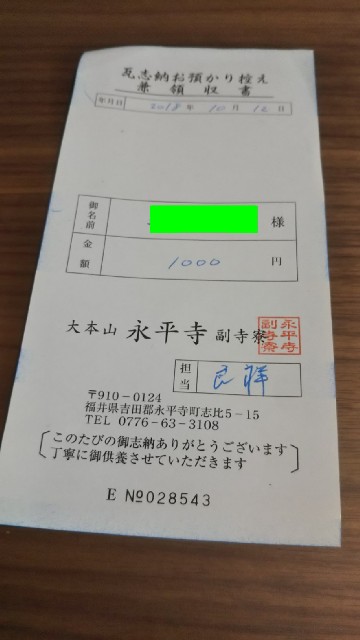 瓦志納お預かり控え
兼領収書
年月日 2018年10月12日
御名前 様
金額 1000円
大本山 永平寺 副寺寮
永平寺副寺寮
担当 良祥
〒910－0124
福井県吉田郡永平寺町志比5－15
TEL 0776－63－3108
このたびの御志納ありがとうございます
丁寧に御供養させていただきます
E №028543